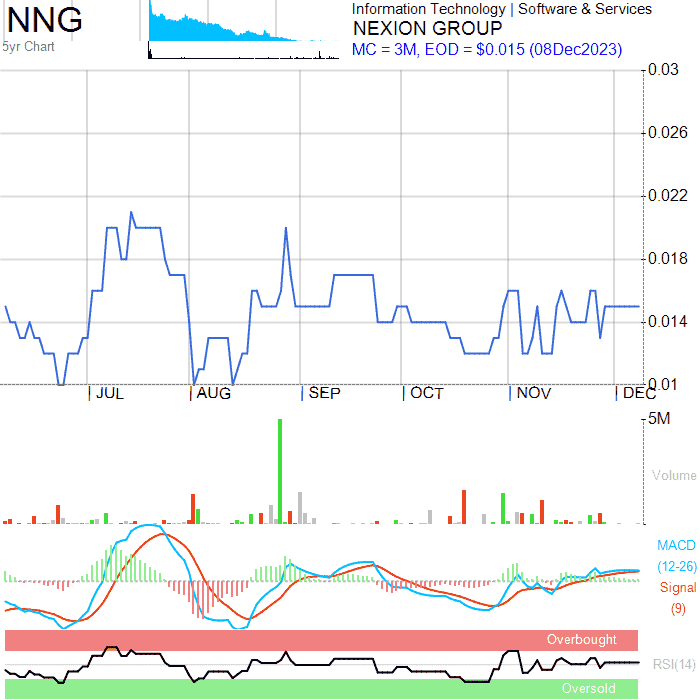 NNG
5yr Chart
Information Technology | Software & Services
NEXION GROUP
MC = 3M, EOD = $0.015 (08Dec2023)
0.03
0.026
0.022
0.018
0.014
0.01
JUL AUG SEP OCT NOV DEC
5M
Volume
MACD
(12-26)
Signal
(9)
Overbought
RSI(14)
Oversold